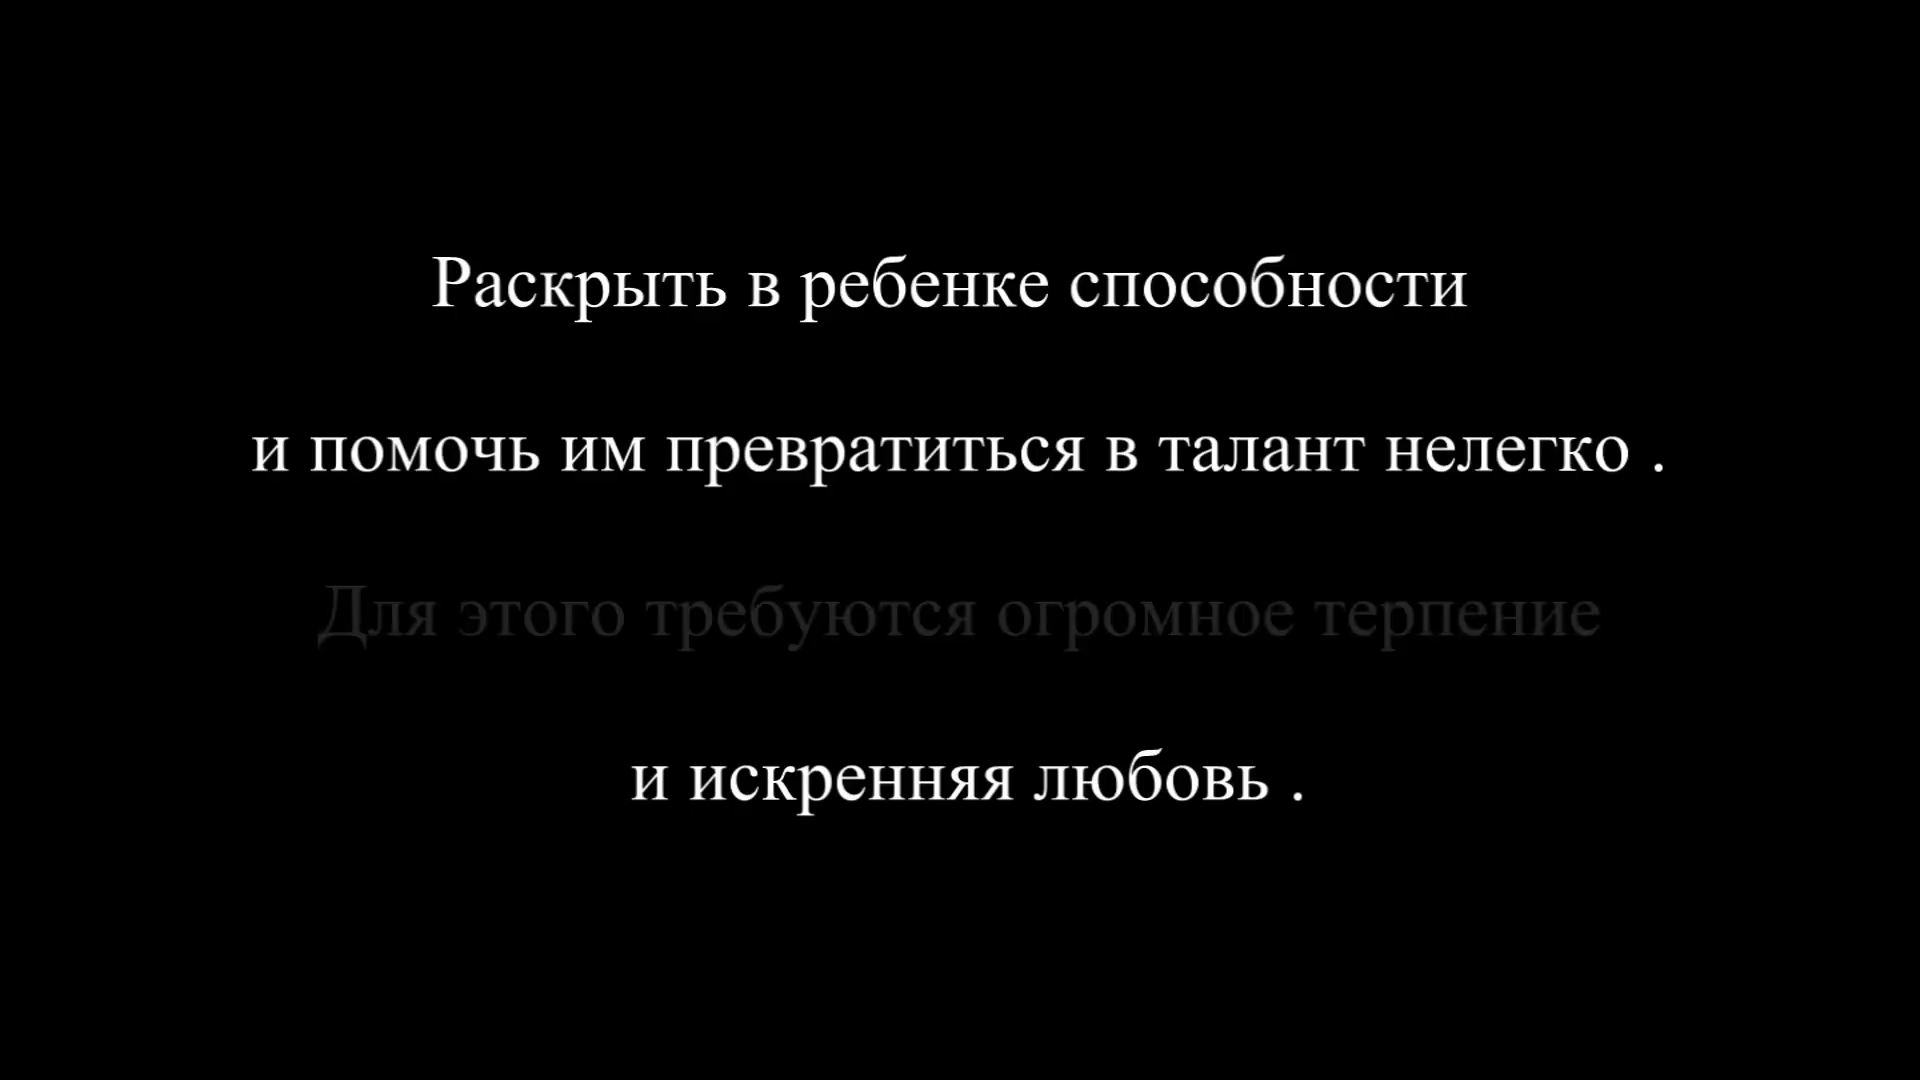 Раскрыть в ребенке способности
и помочь им превратиться в талант нелегко .
Для этого требуются огромное терпение
и искренняя любовь .